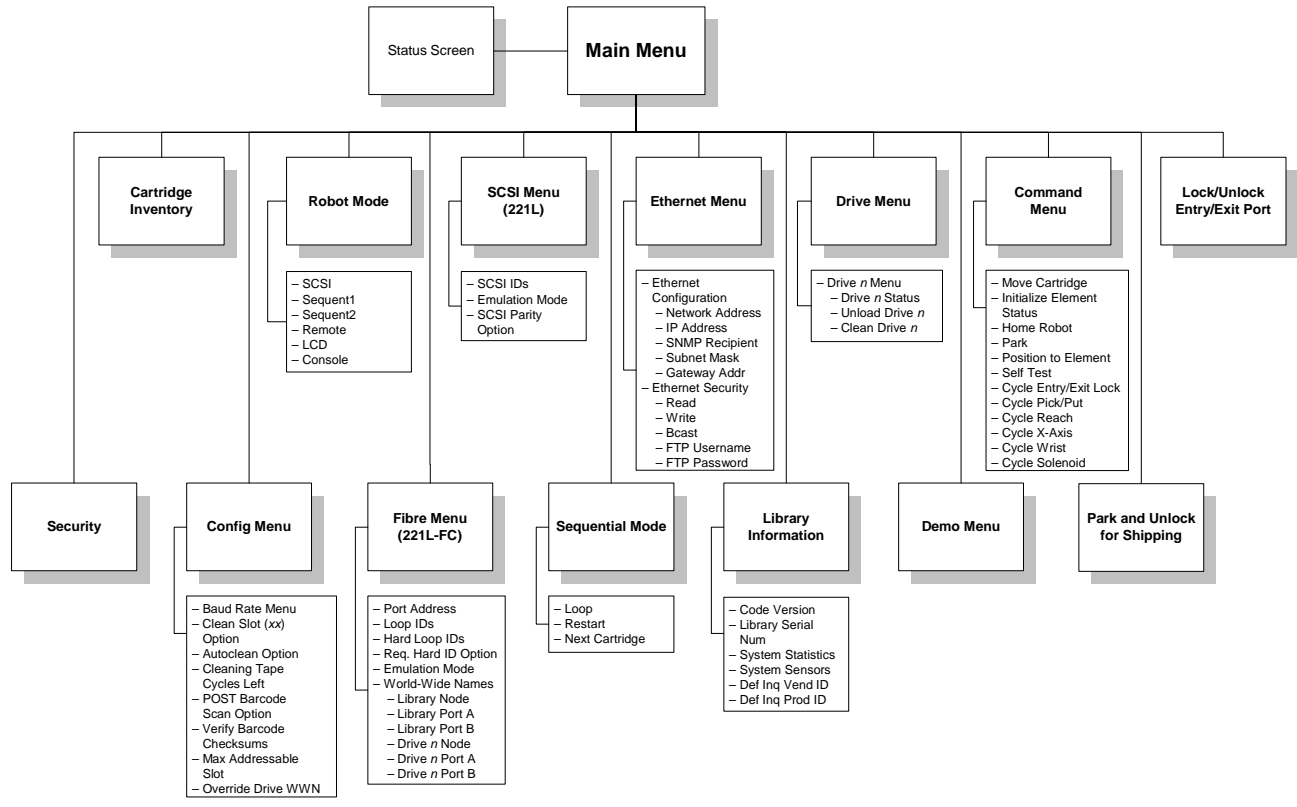 Status Screen
Main Menu
Cartridge
Inventory
Robot Mode
– SCSI
– Sequent1
– Sequent2
– Remote
– LCD
– Console
SCSI Menu
(221L)
– SCSI IDs
– Emulation Mode
– SCSI Parity
Option
Ethernet Menu
– Ethernet
Configuration
– Network Address
– IP Address
– SNMP Recipient
– Subnet Mask
– Gateway Addr
– Ethernet Security
– Read
– Write
– Bcast
– FTP Username
– FTP Password
Drive Menu
– Drive n Menu
– Drive n Status
– Unload Drive n
– Clean Drive n
Command
Menu
– Move Cartridge
– Initialize Element
Status
– Home Robot
– Park
– Position to Element
– Self Test
– Cycle Entry/Exit Lock
– Cycle Pick/Put
– Cycle Reach
– Cycle X-Axis
– Cycle Wrist
– Cycle Solenoid
Lock/Unlock
Entry/Exit Port
Security
Config Menu
– Baud Rate Menu
– Clean Slot (xx)
Option
– Autoclean Option
– Cleaning Tape
Cycles Left
– POST Barcode
Scan Option
– Verify Barcode
Checksums
– Max Addressable
Slot
– Override Drive WWN
Fibre Menu
(221L-FC)
– Port Address
– Loop IDs
– Hard Loop IDs
– Req. Hard ID Option
– Emulation Mode
– World-Wide Names
– Library Node
– Library Port A
– Library Port B
– Drive n Node
– Drive n Port A
– Drive n Port B
Sequential Mode
– Loop
– Restart
– Next Cartridge
Library
Information
– Code Version
– Library Serial
Num
– System Statistics
– System Sensors
– Def Inq Vend ID
– Def Inq Prod ID
Demo Menu
Park and Unlock
for Shipping